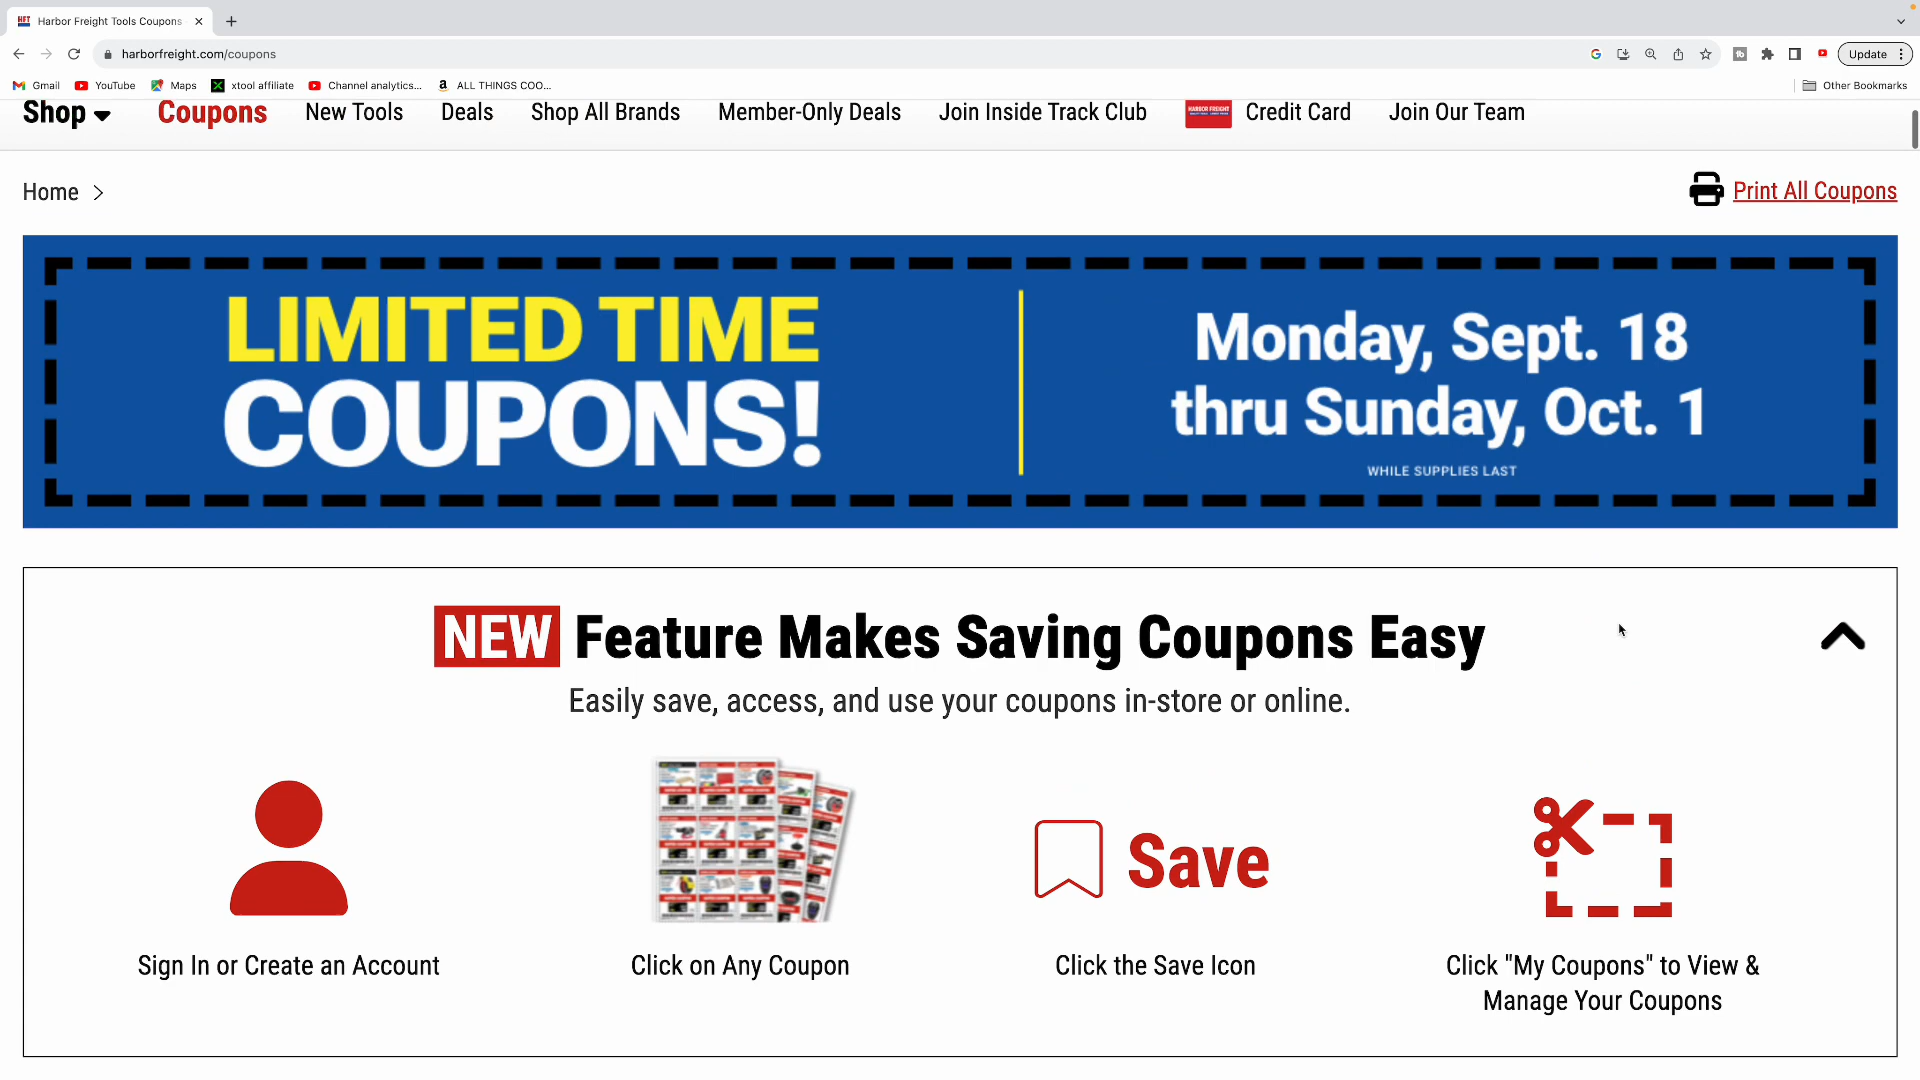 Harbor Freight Tools Coupons
harborfreight.com/coupons
Update
Gmail
YouTube
Maps
xtool affiliate
Channel analytics...
ALL THINGS COO...
Other Bookmarks
Shop
Coupons
New Tools
Deals
Shop All Brands
Member-Only Deals
Join Inside Track Club
HARBOR FREIGHT
Credit Card
Join Our Team
Home
Print All Coupons
LIMITED TIME
COUPONS!
Monday, Sept. 18
thru Sunday, Oct. 1
WHILE SUPPLIES LAST
NEW Feature Makes Saving Coupons Easy
Easily save, access, and use your coupons in-store or online.
Save
Sign In or Create an Account
Click on Any Coupon
Click the Save Icon
Click "My Coupons" to View &
Manage Your Coupons